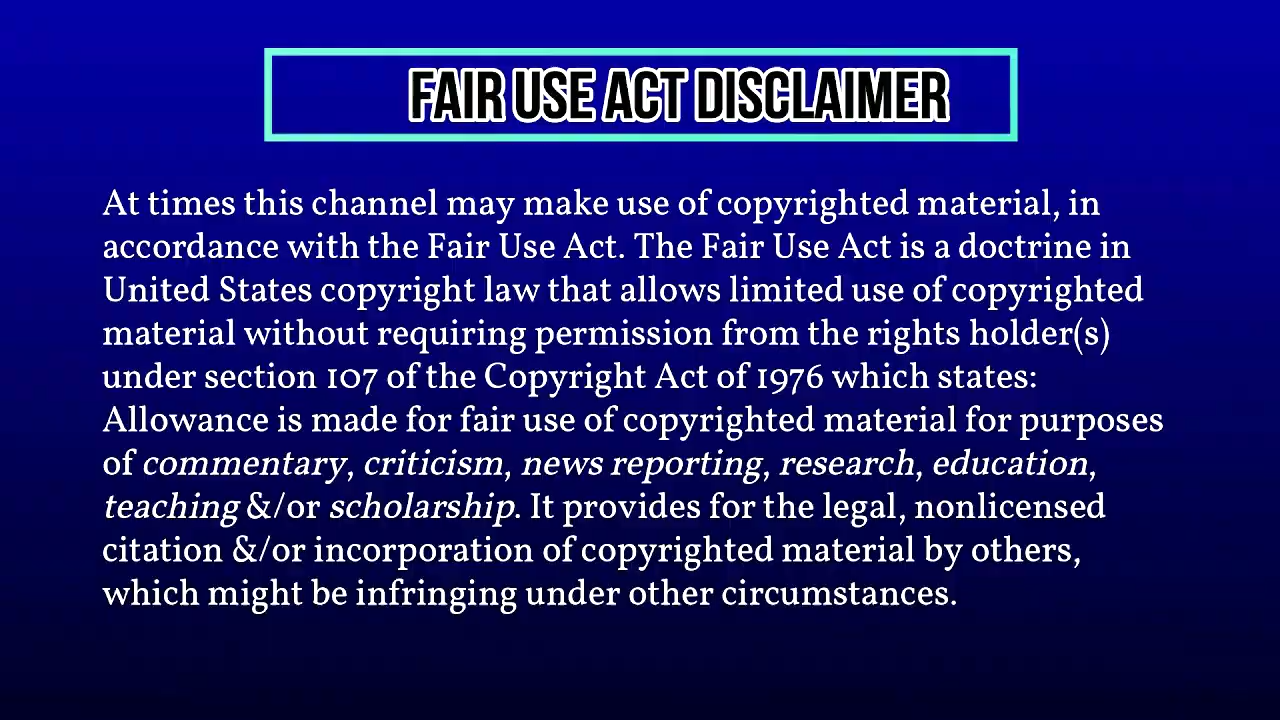 FAIR USE ACT DISCLAIMER
At times this channel may make use of copyrighted material, in
accordance with the Fair Use Act. The Fair Use Act is a doctrine in
United States copyright law that allows limited use of copyrighted
material without requiring permission from the rights holder(s)
under section 107 of the Copyright Act of 1976 which states:
Allowance is made for fair use of copyrighted material for purposes
of commentary, criticism, news reporting, research, education,
teaching &/or scholarship. It provides for the legal, nonlicensed
citation &/or incorporation of copyrighted material by others,
which might be infringing under other circumstances.